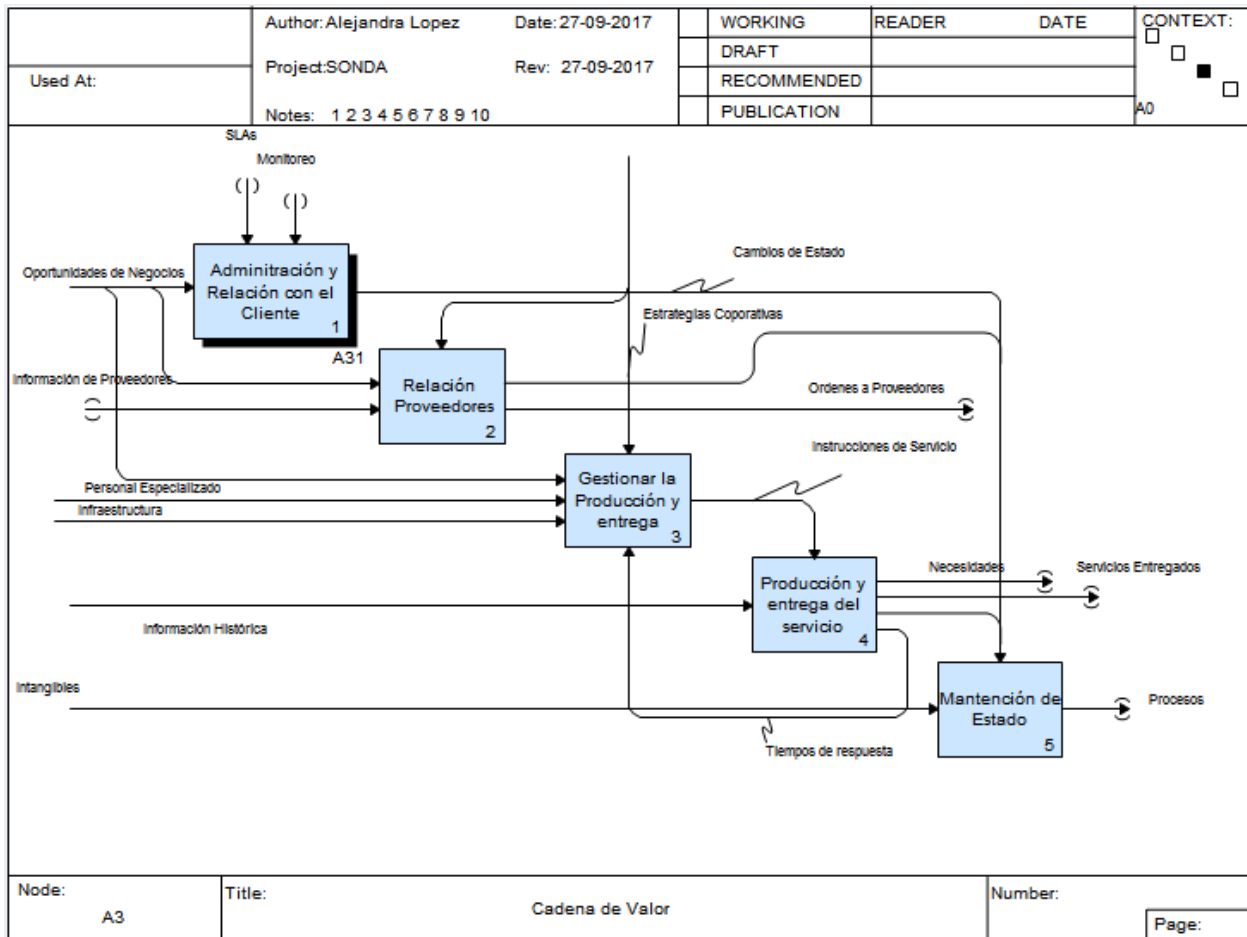 Used At:
Author: Alejandra Lopez
Date: 27-09-2017
Project:SONDA
Rev: 27-09-2017
Notes: 1 2 3 4 5 6 7 8 9 10
WORKING
DRAFT
RECOMMENDED
PUBLICATION
READER
DATE
CONTEXT:
A0
SLAs
Monitoreo
( )
( )
Oportunidades de Negocios
Adminitración y
Relación con el
Cliente
1
A31
Cambios de Estado
Estrategias Coporativas
Información de Proveedores
Relación
Proveedores
2
Ordenes a Proveedores
Instrucciones de Servicio
Personal Especializado
Infraestructura
Gestionar la
Producción y
entrega
3
Necesidades
Servicios Entregados
Producción y
entrega del
servicio
4
Información Histórica
Intangibles
Mantención de
Estado
5
Procesos
Tiempos de respuesta
Node:
A3
Title:
Cadena de Valor
Number:
Page: